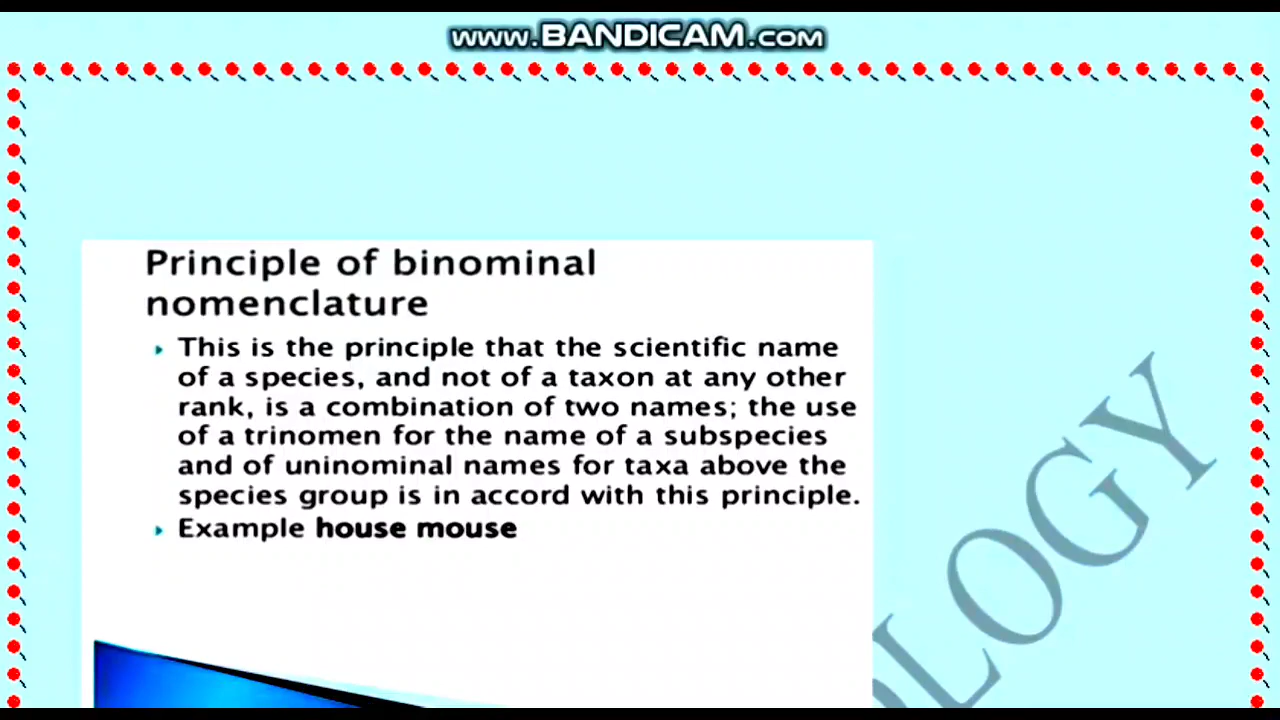 www.BANDICAM.com
Principle of binominal
nomenclature
This is the principle that the scientific name
of a species, and not of a taxon at any other
rank, is a combination of two names; the use
of a trinomen for the name of a subspecies
and of uninominal names for taxa above the
species group is in accord with this principle.
Example house mouse
OLOGY